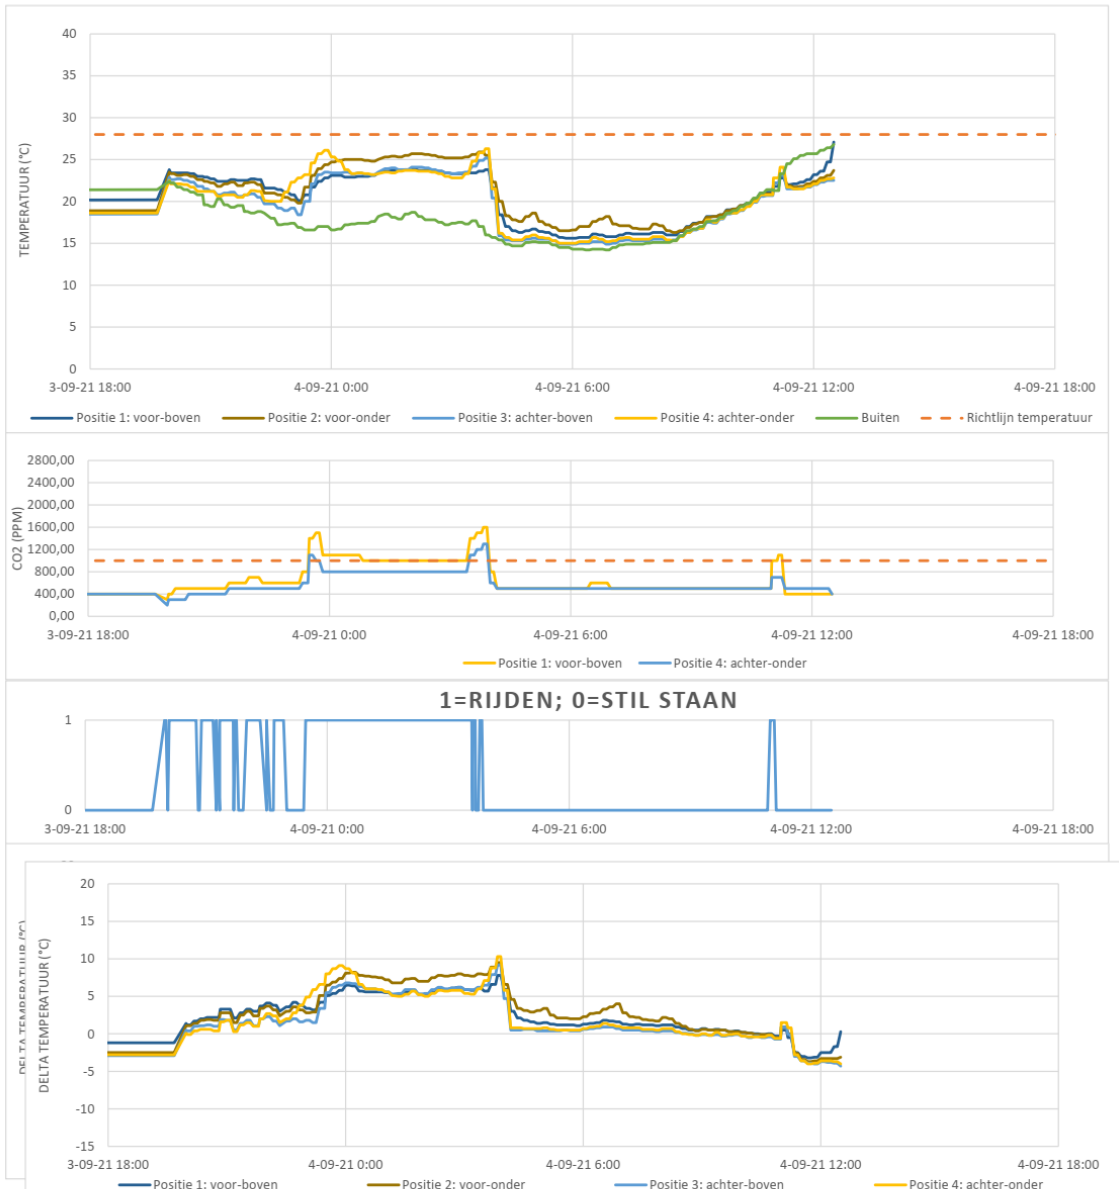 40
35
30
25
20
15
10
5
0
TEMPERATUUR (°C)
3-09-21 18:00 4-09-21 0:00 4-09-21 6:00 4-09-21 12:00 4-09-21 18:00
Positie 1: voor-boven Positie 2: voor-onder Positie 3: achter-boven Positie 4: achter-onder Buiten Richtlijn temperatuur
2800,00
2400,00
2000,00
1600,00
1200,00
800,00
400,00
0,00
CO2 (PPM)
3-09-21 18:00 4-09-21 0:00 4-09-21 6:00 4-09-21 12:00 4-09-21 18:00
Positie 1: voor-boven Positie 4: achter-onder
1=RIJDEN; 0=STIL STAAN
1
0
3-09-21 18:00 4-09-21 0:00 4-09-21 6:00 4-09-21 12:00 4-09-21 18:00
20
15
10
5
0
-5
-10
-15
DELTA TEMPERATUUR (°C)
DELTA TEMPERATUUR (°C)
3-09-21 18:00 4-09-21 0:00 4-09-21 6:00 4-09-21 12:00 4-09-21 18:00
Positie 1: voor-boven Positie 2: voor-onder Positie 3: achter-boven Positie 4: achter-onder